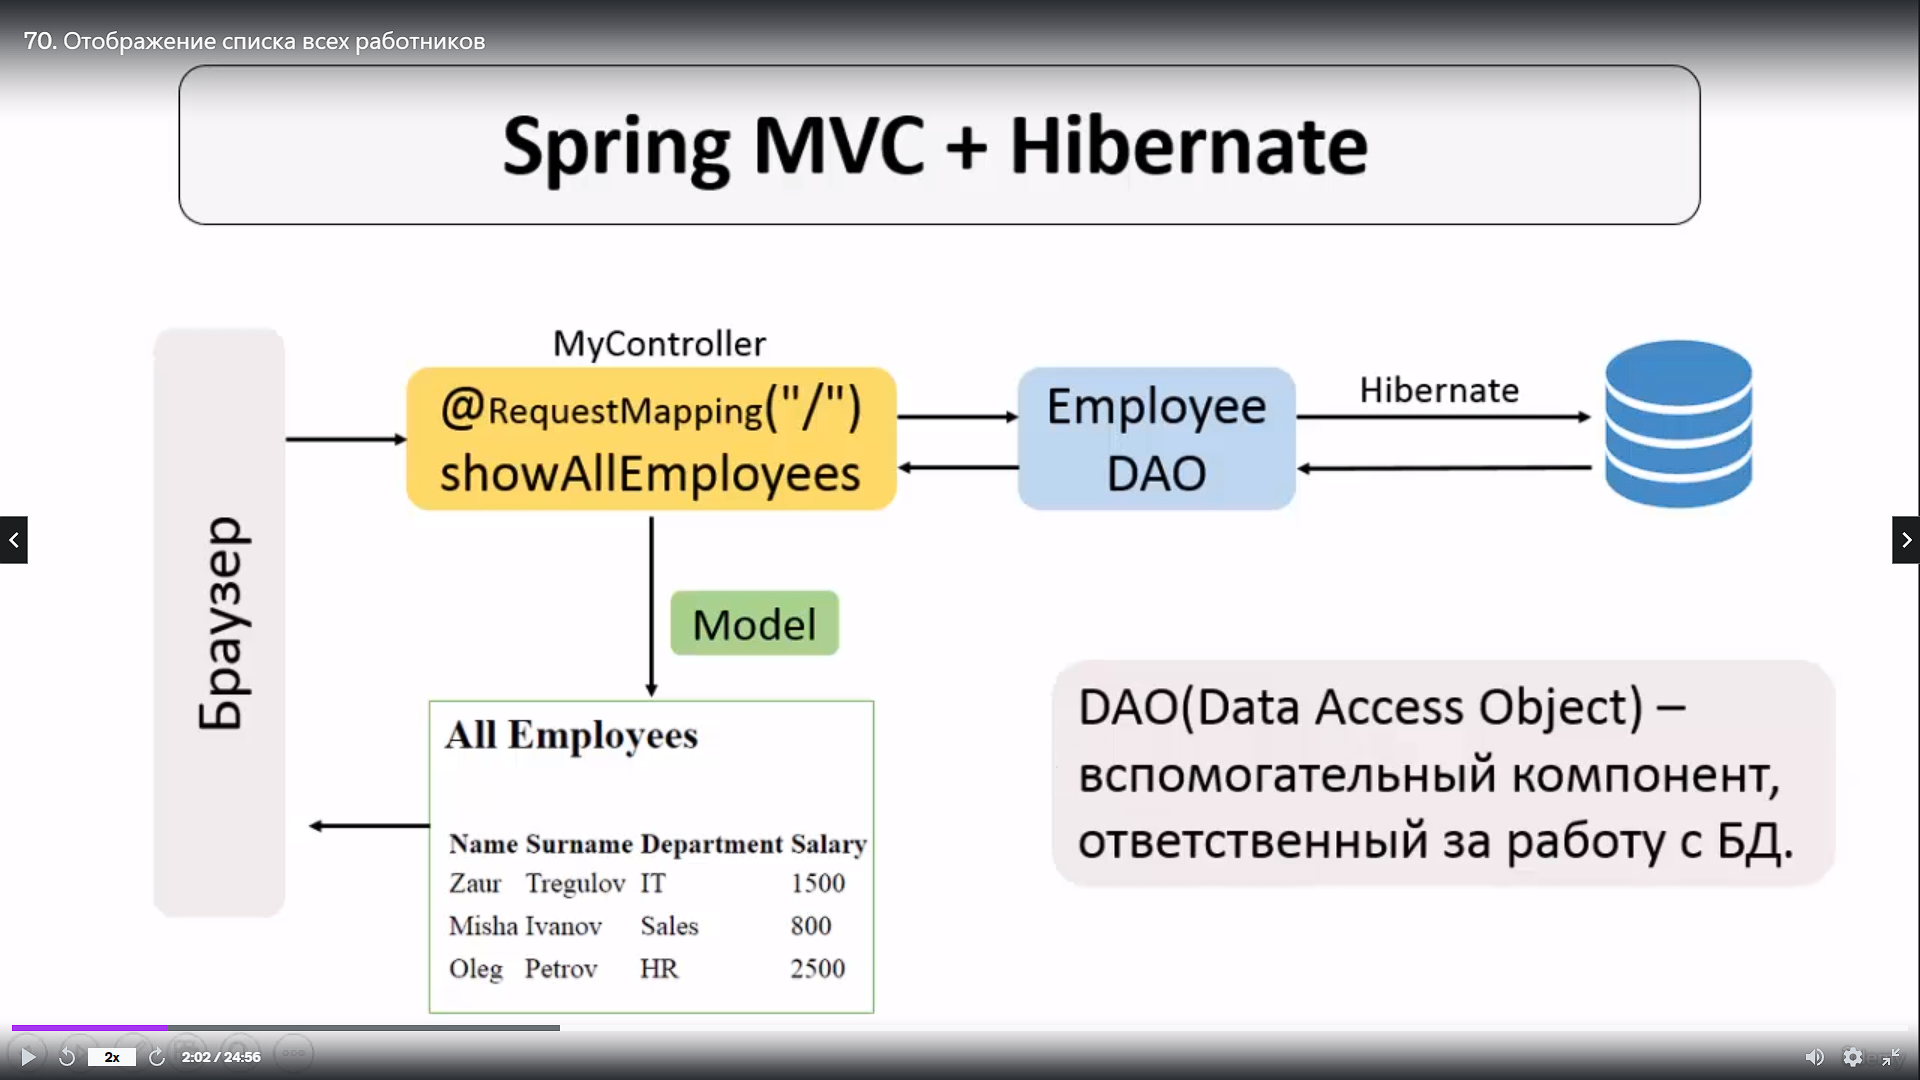 70. Отображение списка всех работников
Spring MVC + Hibernate
Браузер
MyController
@RequestMapping("/")
showAllEmployees
Employee
DAO
Hibernate
Model
All Employees
Name Surname Department Salary
Zaur Tregulov IT 1500
Misha Ivanov Sales 800
Oleg Petrov HR 2500
DAO(Data Access Object) –
вспомогательный компонент,
ответственный за работу с БД.
2x
2:02 / 24:56